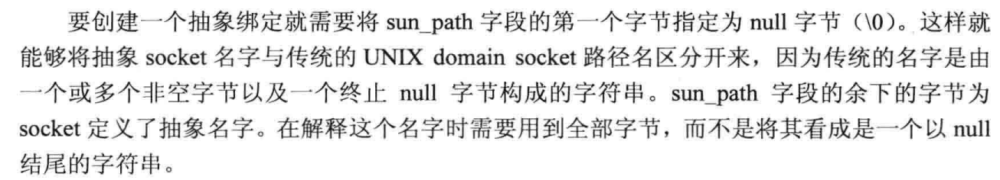 要创建一个抽象绑定就需要将 sun_path 字段的第一个字节指定为 null 字节（\0）。这样就
能够将抽象 socket 名字与传统的 UNIX domain socket 路径名区分开来，因为传统的名字是由
一个或多个非空字节以及一个终止 null 字节构成的字符串。sun_path 字段的余下的字节为
socket 定义了抽象名字。在解释这个名字时需要用到全部字节，而不是将其看成是一个以 null
结尾的字符串。